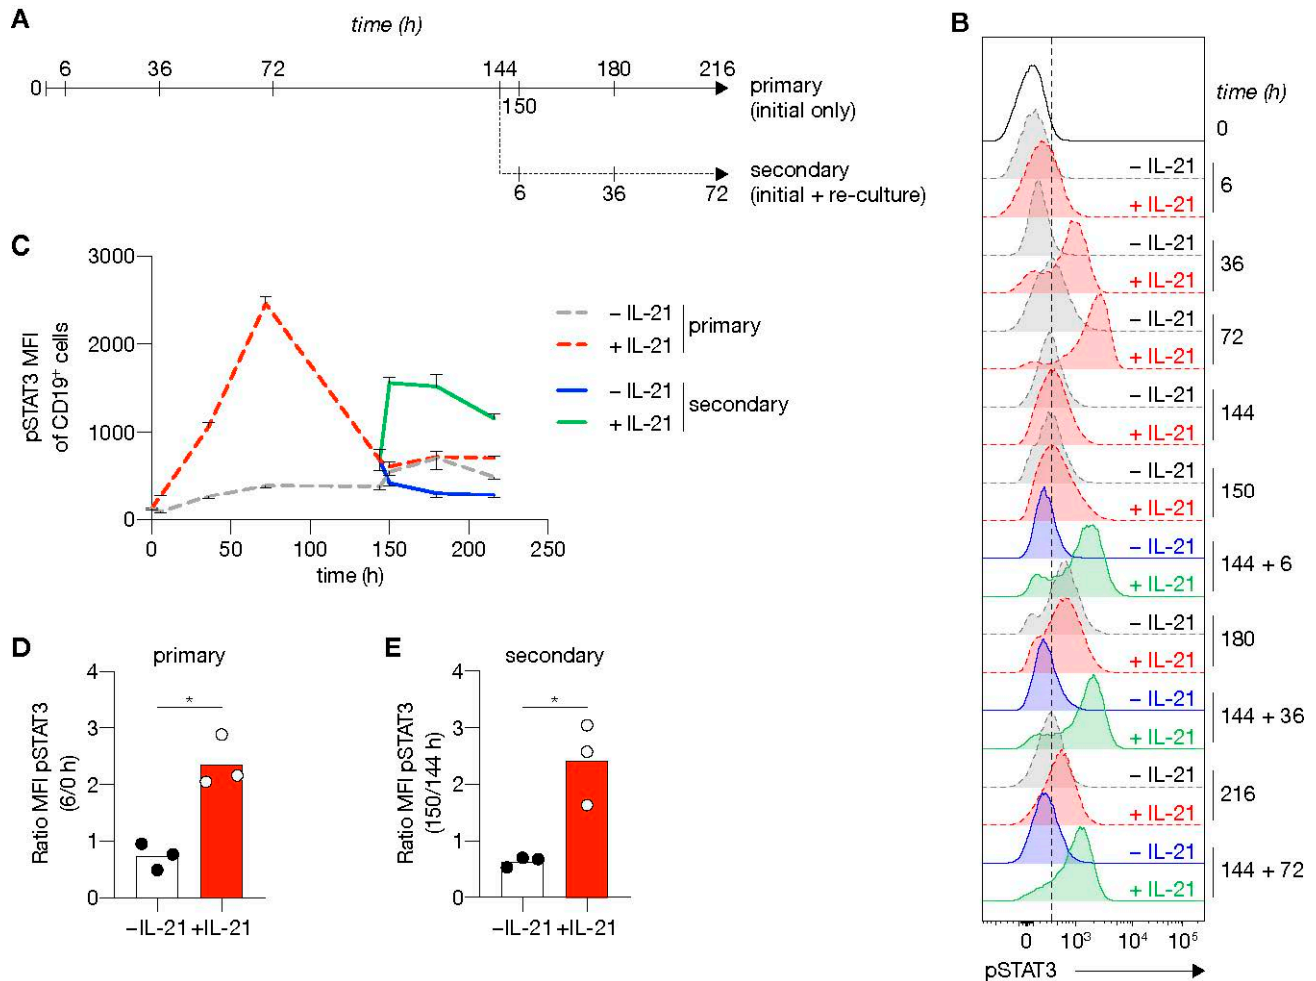 A
time (h)
6 36 72 144 180 216
0
150
primary
(initial only)
secondary
(initial + re-culture)
6 36 72
B
time (h)
0
– IL-21
6
+ IL-21
– IL-21
36
+ IL-21
– IL-21
72
+ IL-21
– IL-21
144
+ IL-21
– IL-21
150
+ IL-21
– IL-21
144 + 6
+ IL-21
– IL-21
180
+ IL-21
– IL-21
144 + 36
+ IL-21
– IL-21
216
+ IL-21
– IL-21
144 + 72
+ IL-21
0 10³ 10⁴ 10⁵
pSTAT3
C
pSTAT3 MFI
of CD19⁺ cells
3000
2000
1000
0
0 50 100 150 200 250
time (h)
– IL-21
+ IL-21
primary
– IL-21
+ IL-21
secondary
D
primary
Ratio MFI pSTAT3
(6/0 h)
4
3
2
1
0
*
–IL-21 +IL-21
E
secondary
Ratio MFI pSTAT3
(150/144 h)
4
3
2
1
0
*
–IL-21 +IL-21